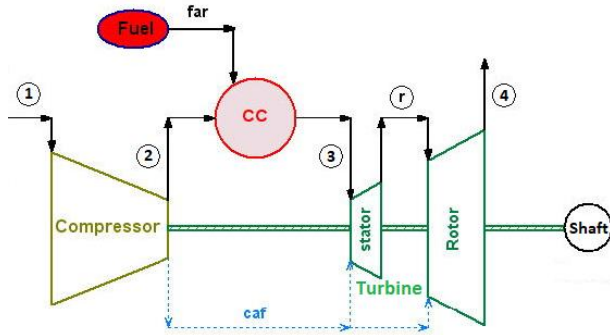 Fuel
far
1
2
CC
3
r
4
Compressor
stator
Rotor
Shaft
Turbine
caf